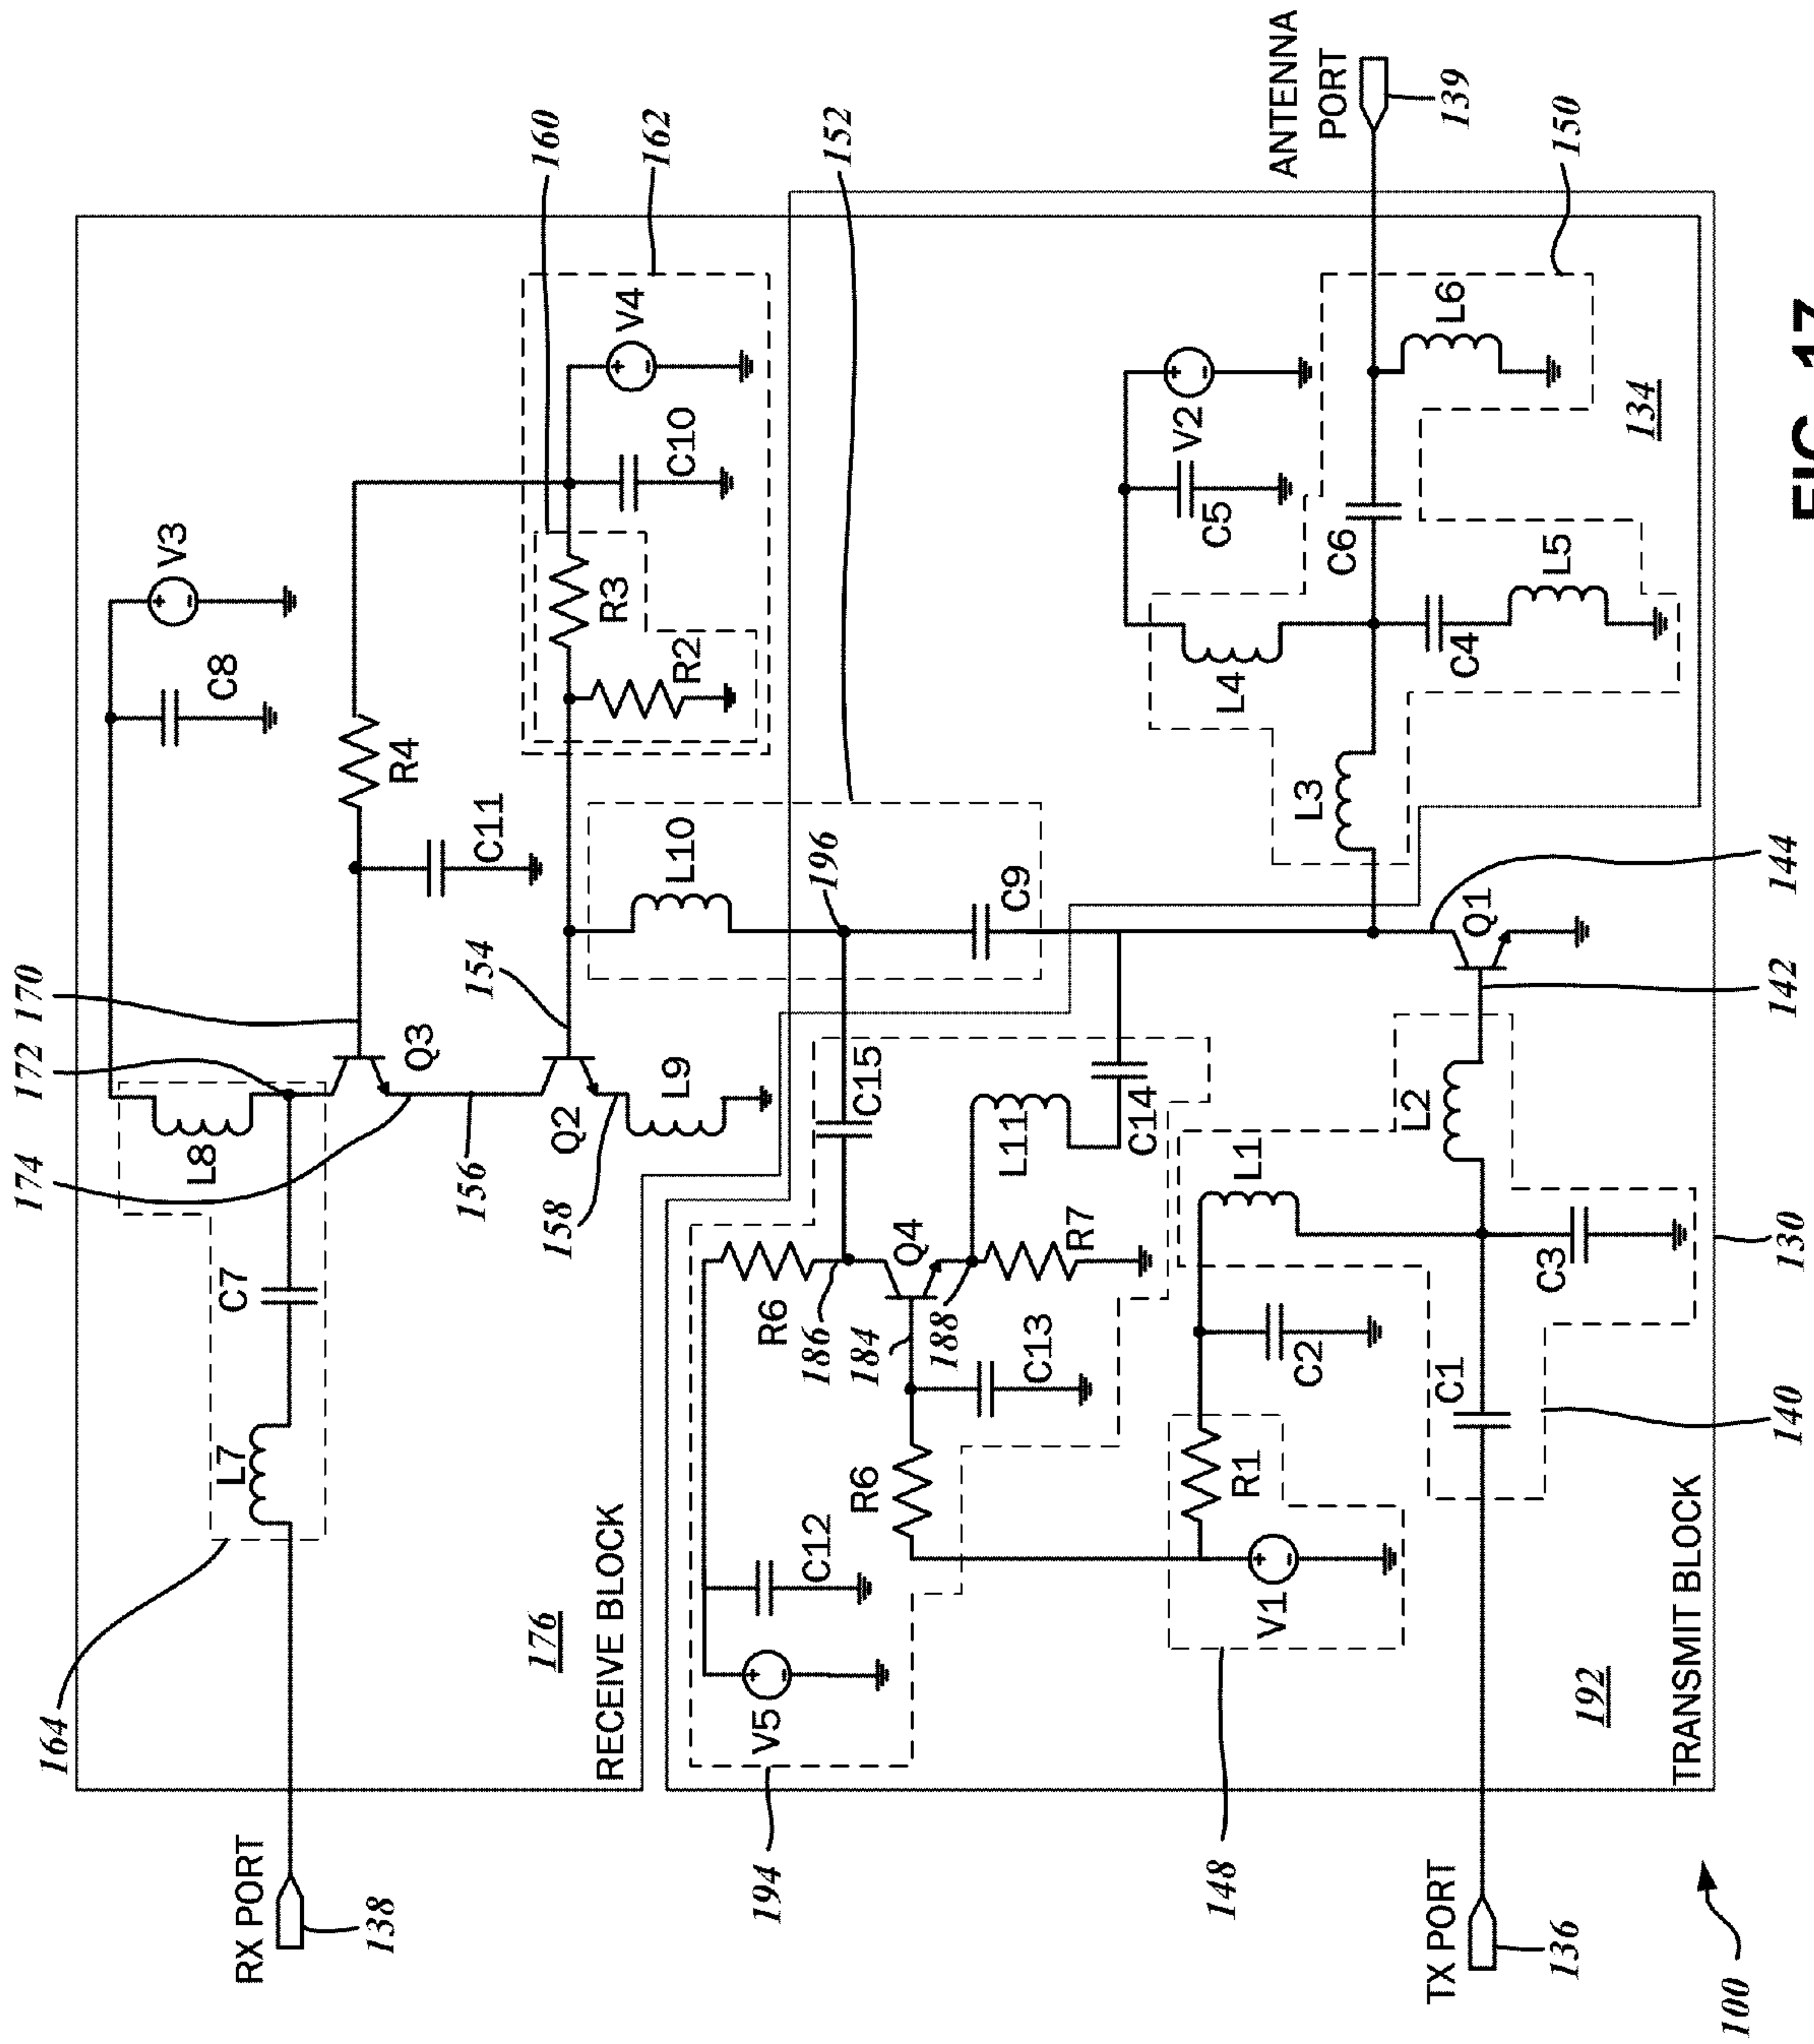 170
172
174
164
L8
L7
C7
C8
V3
Q3
R4
C11
156
154
158
Q2
L9
160
162
152
R3
R2
V4
C10
L10
196
C9
RX PORT
138
176
RECEIVE BLOCK
194
V5
C12
R6
186
184
188
Q4
R6
C13
R7
C15
L11
C14
148
V1
R1
C2
L1
L2
C1
C3
140
130
142
144
Q1
L3
L4
C4
L5
C5
V2
C6
L6
134
150
ANTENNA
PORT
139
192
TRANSMIT BLOCK
TX PORT
136
100